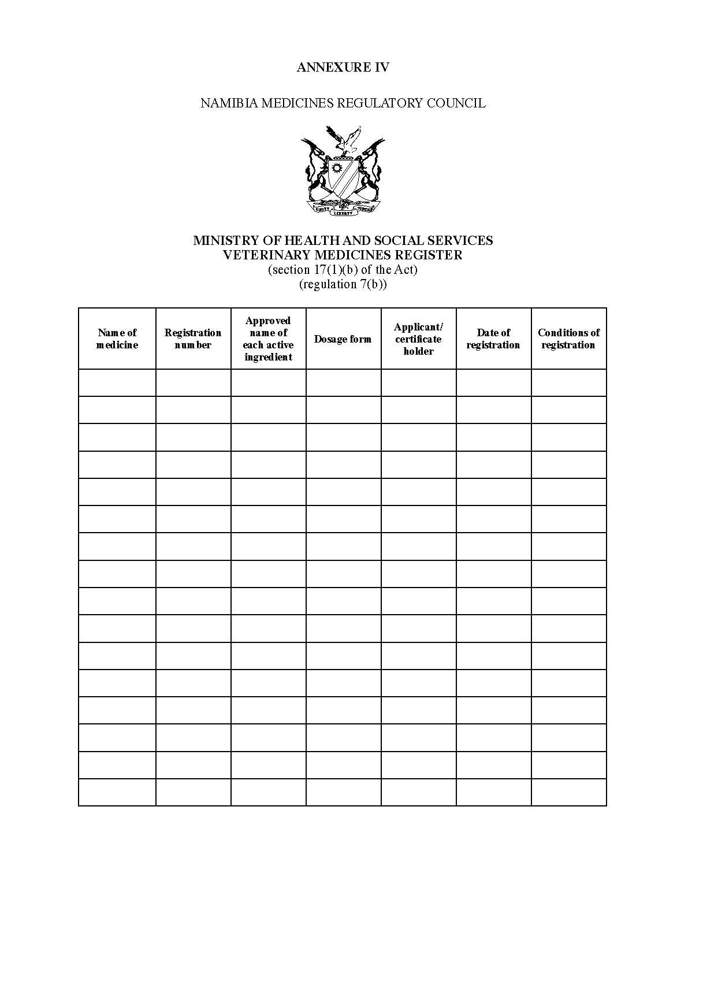 ANNEXURE IV
NAMIBIA MEDICINES REGULATORY COUNCIL
UNITY LIBERTY JUSTICE
MINISTRY OF HEALTH AND SOCIAL SERVICES
VETERINARY MEDICINES REGISTER
(section 17(1)(b) of the Act)
(regulation 7(b))
Name of
medicine
Registration
number
Approved
name of
each active
ingredient
Dosage form
Applicant/
certificate
holder
Date of
registration
Conditions of
registration